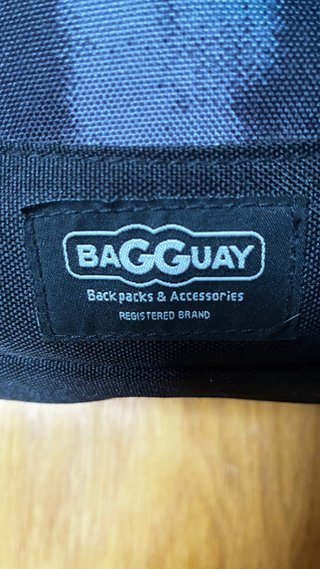 BAGGUAY
Backpacks & Accessories
REGISTERED BRAND